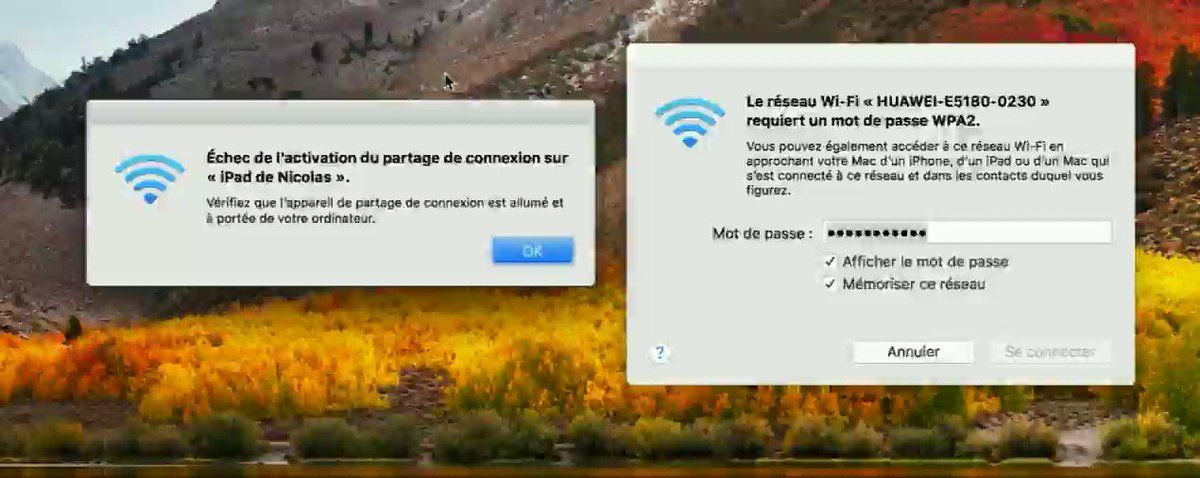 Échec de l'activation du partage de connexion sur
« iPad de Nicolas ».
Vérifiez que l'appareil de partage de connexion est allumé et
à portée de votre ordinateur.
OK
Le réseau Wi-Fi « HUAWEI-E5180-0230 »
requiert un mot de passe WPA2.
Vous pouvez également accéder à ce réseau Wi-Fi en
approchant votre Mac d'un iPhone, d'un iPad ou d'un Mac qui
s'est connecté à ce réseau et dans les contacts duquel vous
figurez.
Mot de passe : •••••••••••
✓ Afficher le mot de passe
✓ Mémoriser ce réseau
?
Annuler
Se connecter